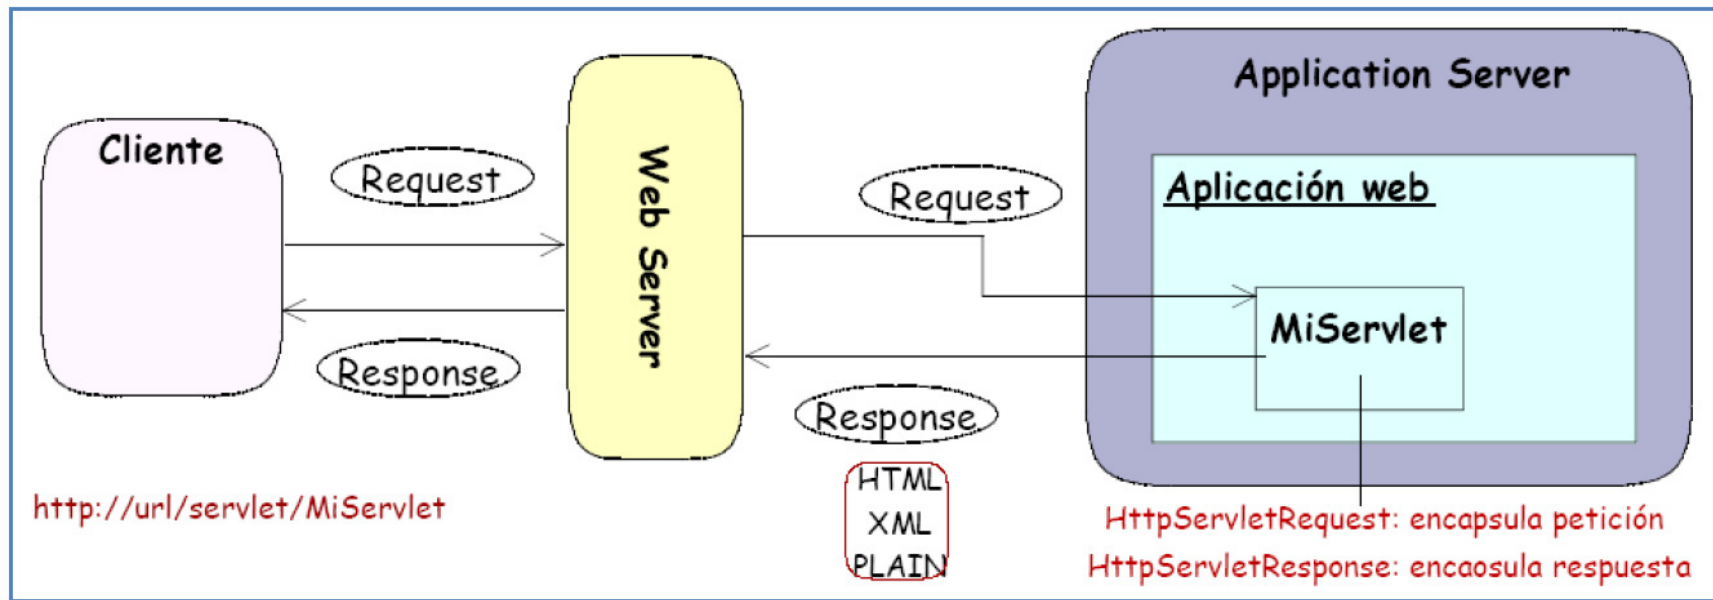 Cliente
Request
Response
http://url/servlet/MiServlet
Web Server
Request
Response
HTML
XML
PLAIN
Application Server
Aplicación web
MiServlet
HttpServletRequest: encapsula petición
HttpServletResponse: encaosula respuesta